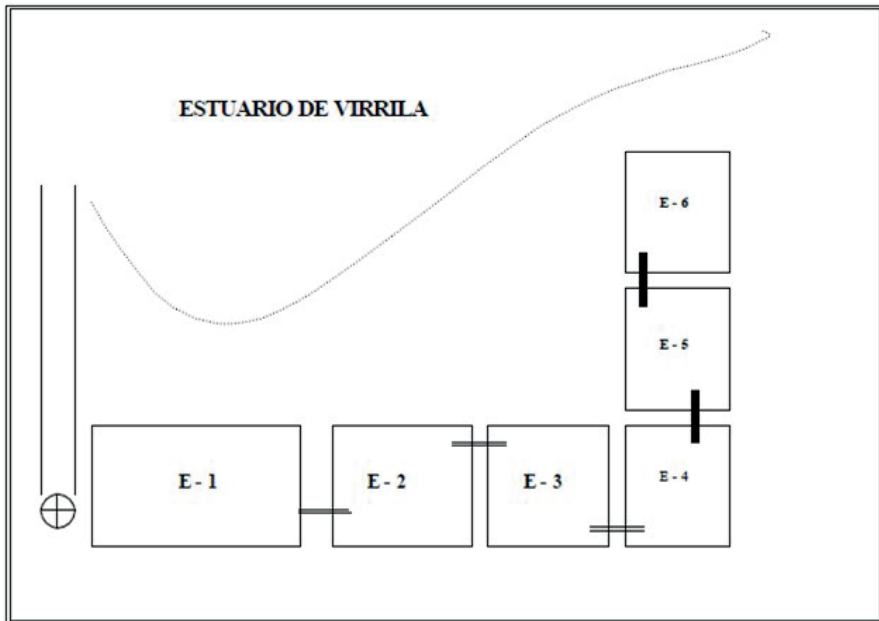 ESTUARIO DE VIRRILA
E - 6
E - 5
E - 1
E - 2
E - 3
E - 4